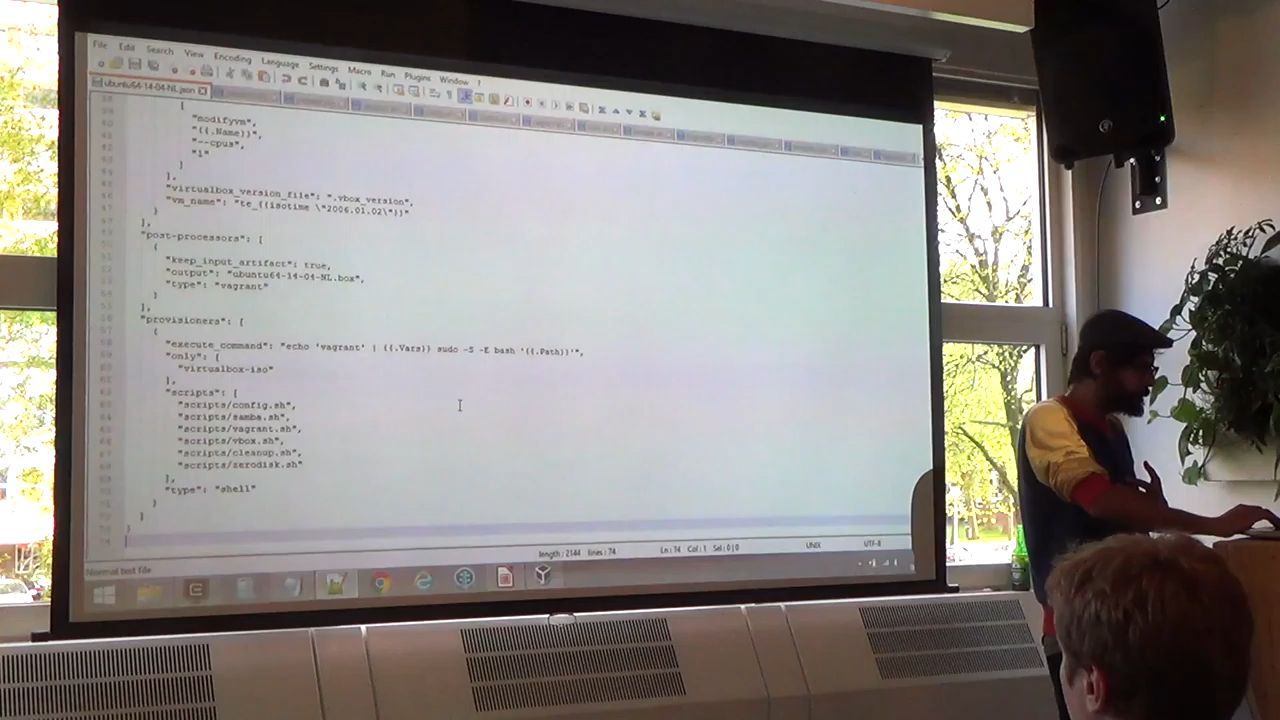 File Edit Search View Encoding Language Settings Macro Run Plugins Window ?
ubuntu64-14-04-NL.json
[
"modifyvm",
"{{.Name}}",
"--cpus",
"1"
]
],
"virtualbox_version_file": ".vbox_version",
"vm_name": "te_{{isotime \"2006.01.02\"}}"
}
],
"post-processors": [
{
"keep_input_artifact": true,
"output": "ubuntu64-14-04-NL.box",
"type": "vagrant"
}
],
"provisioners": [
{
"execute_command": "echo 'vagrant' | {{.Vars}} sudo -S -E bash '{{.Path}}'",
"only": [
"virtualbox-iso"
],
"scripts": [
"scripts/config.sh",
"scripts/samba.sh",
"scripts/vagrant.sh",
"scripts/vbox.sh",
"scripts/cleanup.sh",
"scripts/zerodisk.sh"
],
"type": "shell"
}
]
}
Normal text file length : 2144 lines : 74 Ln : 74 Col : 1 Sel : 0 | 0 UNIX UTF-8